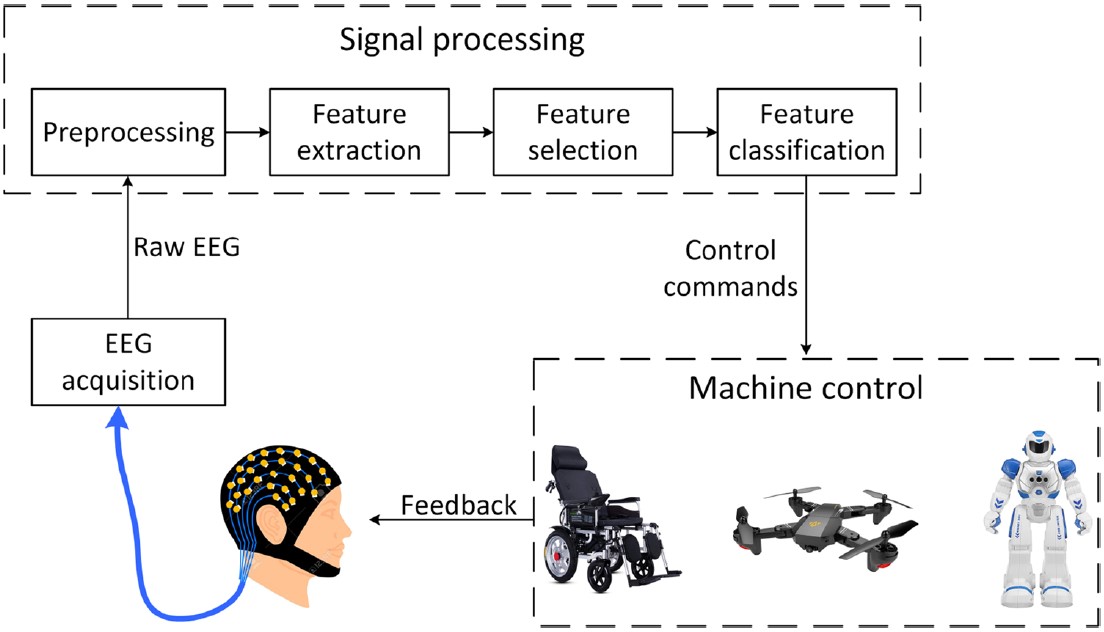 Signal processing
Preprocessing
Feature
extraction
Feature
selection
Feature
classification
Raw EEG
Control
commands
EEG
acquisition
Machine control
Feedback